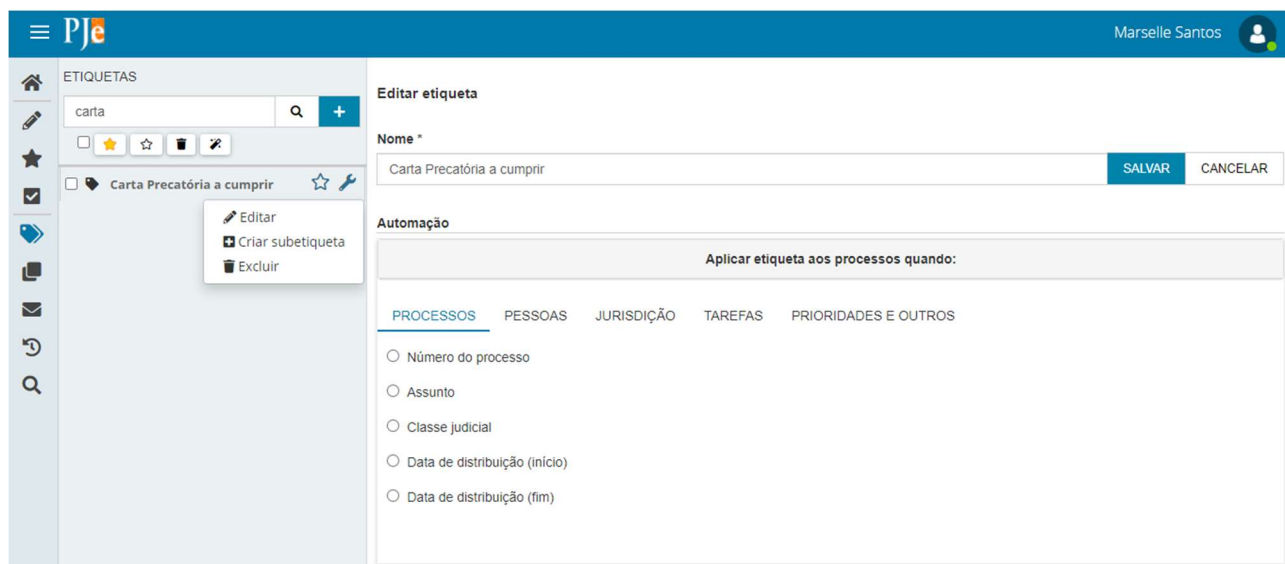 PJe
Marselle Santos
ETIQUETAS
carta
Carta Precatória a cumprir
Editar
Criar subetiqueta
Excluir
Editar etiqueta
Nome *
Carta Precatória a cumprir
SALVAR CANCELAR
Automação
Aplicar etiqueta aos processos quando:
PROCESSOS PESSOAS JURISDIÇÃO TAREFAS PRIORIDADES E OUTROS
Número do processo
Assunto
Classe judicial
Data de distribuição (início)
Data de distribuição (fim)